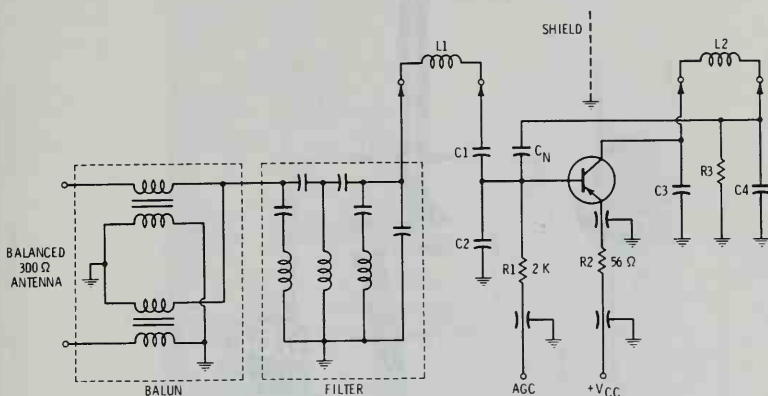 SHIELD
L1
L2
C1
CN
R3
C3
C4
C2
R1
2 K
R2
56 Ω
BALANCED
300 Ω
ANTENNA
AGC
+VCC
BALUN
FILTER